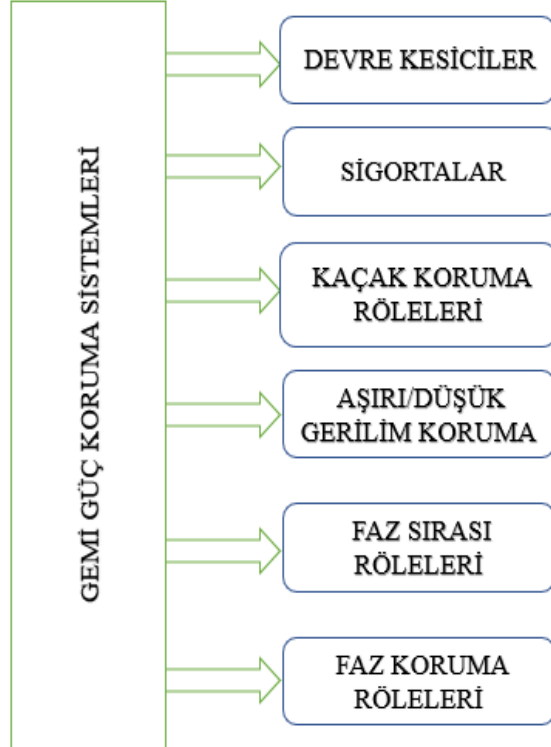 GEMİ GÜÇ KORUMA SİSTEMLERİ
DEVRE KESİCİLER
SİGORTALAR
KAÇAK KORUMA
RÖLELERİ
AŞIRI/DÜŞÜK
GERİLIM KORUMA
FAZ SIRASI
RÖLELERİ
FAZ KORUMA
RÖLELERİ